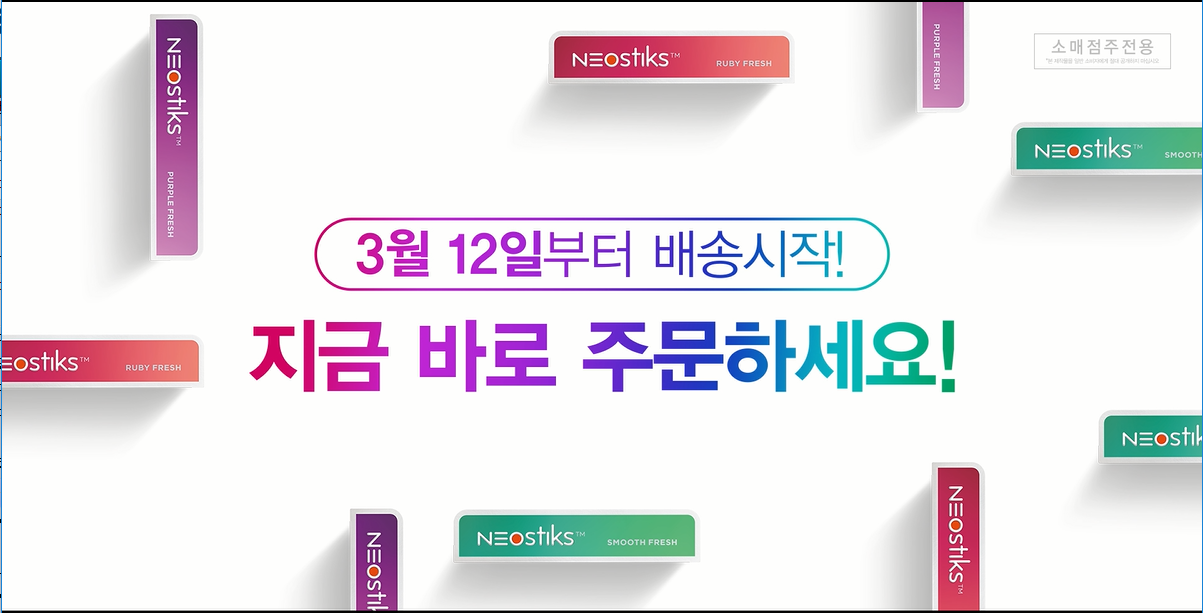 NEOSTIKS™
PURPLE FRESH
NEOSTIKS™ RUBY FRESH
PURPLE FRESH
소매점주전용
NEOSTIKS™ SMOOTH
3월 12일부터 배송시작!
지금 바로 주문하세요!
EOSTIKS™ RUBY FRESH
NEOSTIK
NEOSTIKS™
NEOSTIK
NEOSTIKS™ SMOOTH FRESH